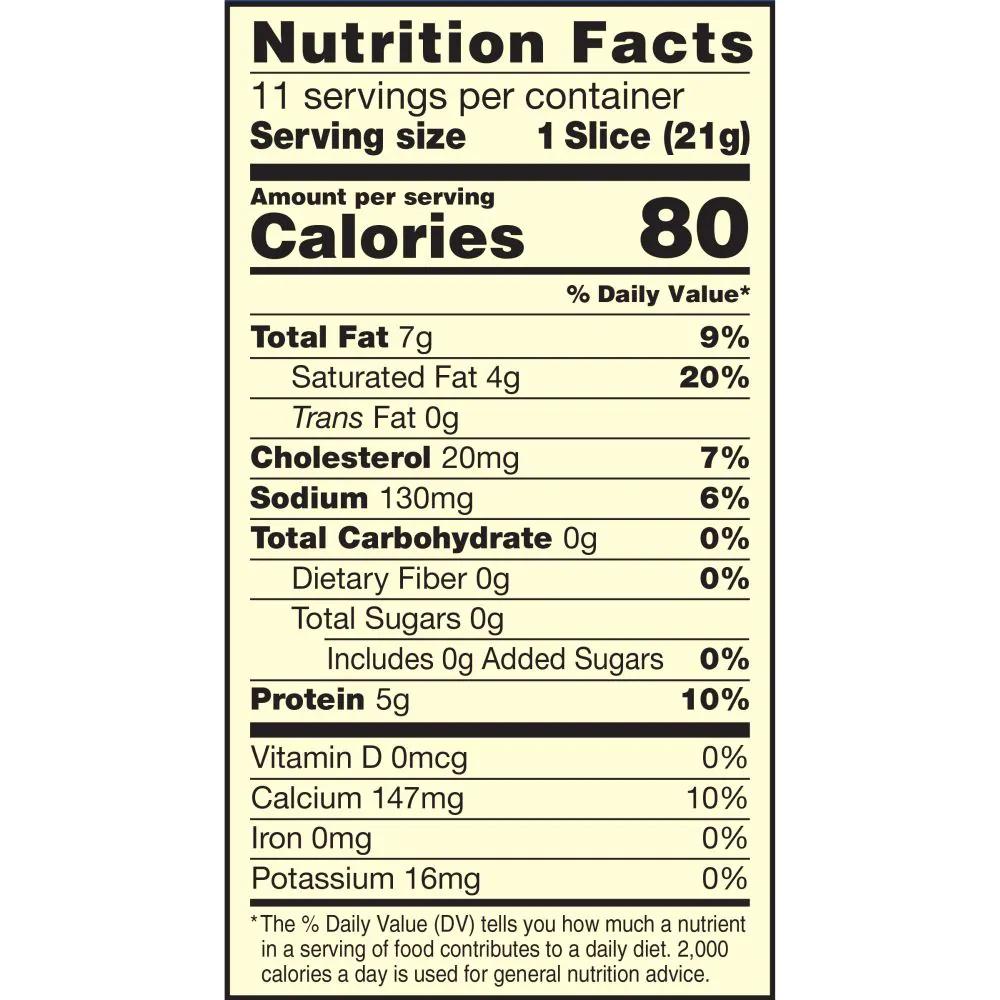 Nutrition Facts
11 servings per container
Serving size 1 Slice (21g)
Amount per serving
Calories 80
% Daily Value*
Total Fat 7g 9%
Saturated Fat 4g 20%
Trans Fat 0g
Cholesterol 20mg 7%
Sodium 130mg 6%
Total Carbohydrate 0g 0%
Dietary Fiber 0g 0%
Total Sugars 0g
Includes 0g Added Sugars 0%
Protein 5g 10%
Vitamin D 0mcg 0%
Calcium 147mg 10%
Iron 0mg 0%
Potassium 16mg 0%
*The % Daily Value (DV) tells you how much a nutrient
in a serving of food contributes to a daily diet. 2,000
calories a day is used for general nutrition advice.